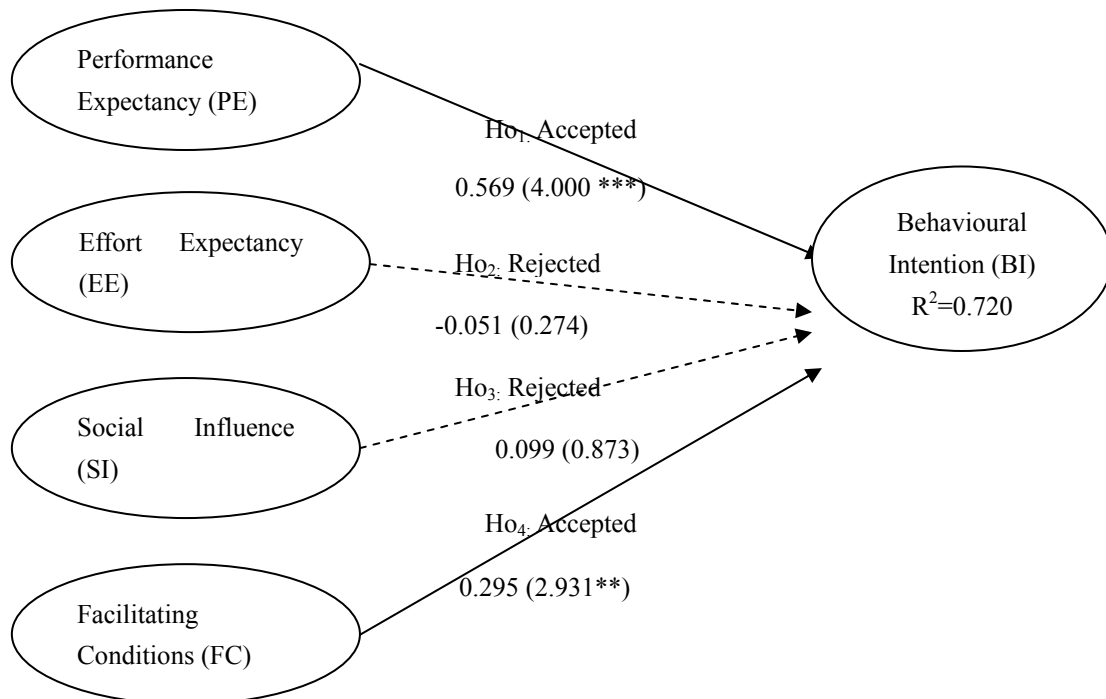 Performance
Expectancy (PE)
Ho1: Accepted
0.569 (4.000 ***)
Effort Expectancy
(EE)
Ho2: Rejected
-0.051 (0.274)
Behavioural
Intention (BI)
R²=0.720
Social Influence
(SI)
Ho3: Rejected
0.099 (0.873)
Ho4: Accepted
0.295 (2.931**)
Facilitating
Conditions (FC)